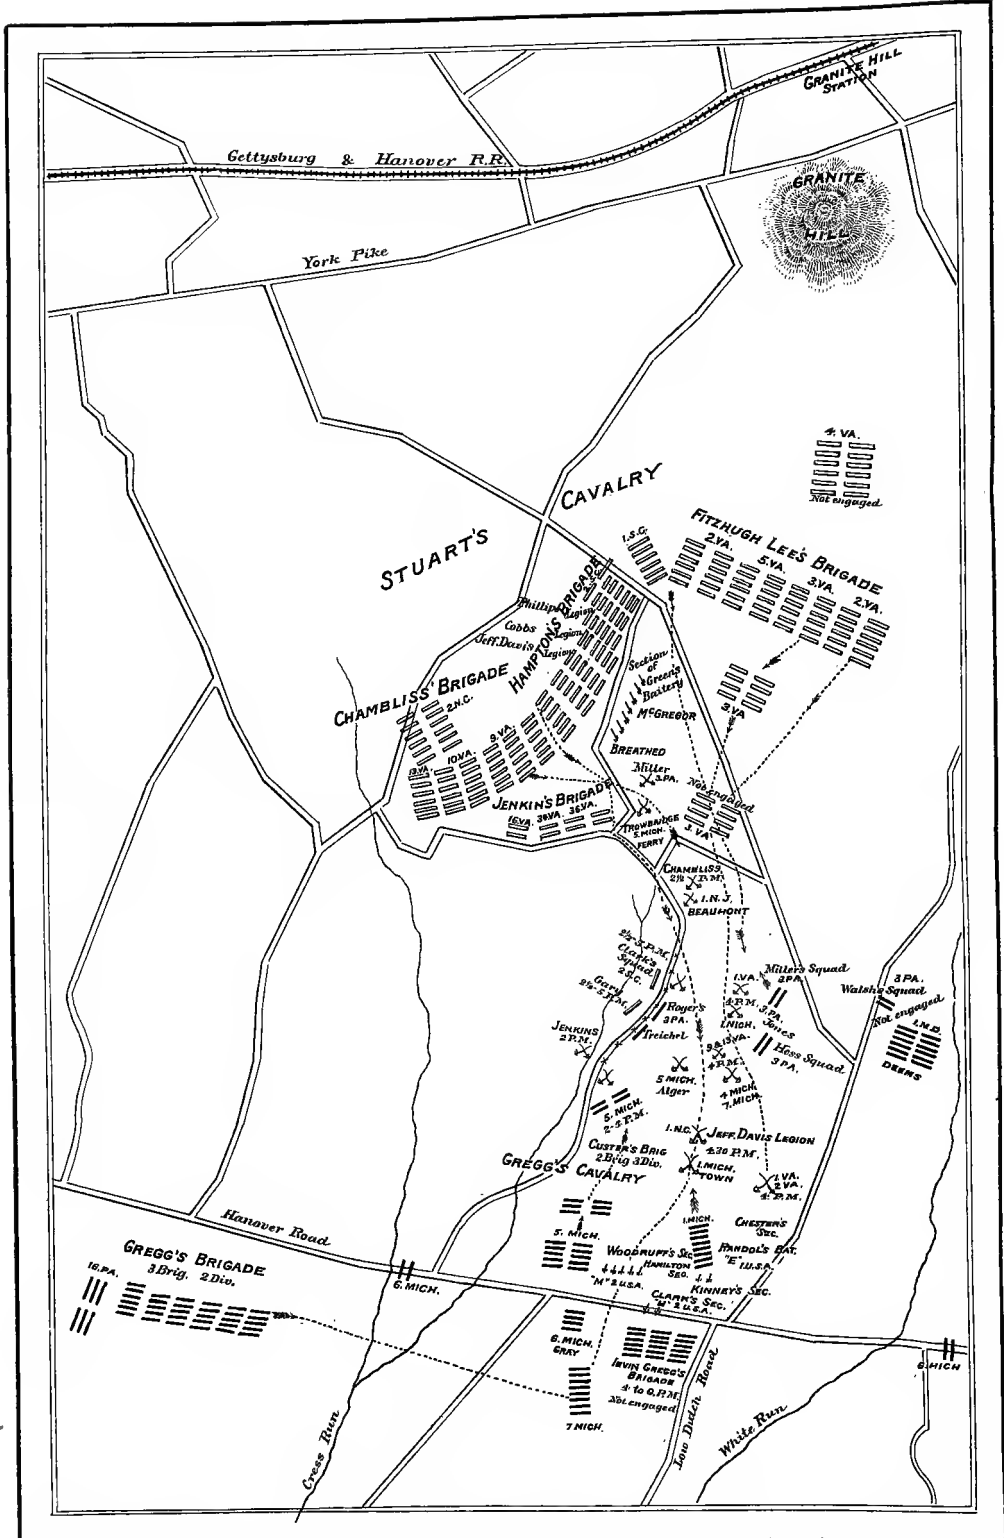 GRANITE HILL
STATION
Gettysburg & Hanover R.R.
GRANITE
HILL
York Pike
4. VA.
Not engaged
STUART'S
CAVALRY
FITZHUGH LEE'S BRIGADE
1.S.C.
2.VA.
5.VA.
3.VA.
2.VA.
HAMPTON'S BRIGADE
Phillips Legion
Cobbs Legion
Jeff. Davis Legion
CHAMBLISS' BRIGADE
2.N.C.
9.VA.
10.VA.
13.VA.
Section
of
Green's
Battery
McGREGOR
3.VA
BREATHED
Miller
3.PA.
Not engaged
3. VA.
JENKIN'S BRIGADE
16.VA.
34.VA.
36.VA.
TROWBRIDGE
5.MICH.
FERRY
CHAMBLISS
2½ P.M.
1.N.J.
BEAUMONT
2½-5 P.M.
Clark's
Squad
2 S.C.
Gary
2½-5 P.M.
JENKINS
2 P.M.
Roger's
3 PA.
Treichel
1.VA.
4 P.M.
1.MICH.
Miller's Squad
3 PA.
3.PA.
Jones
Hess Squad
3 PA.
3 PA.
Walsh's Squad
Not engaged
1.M.D.
DEEMS
9 & 13.VA.
4 P.M.
4 MICH.
7.MICH.
5 MICH.
Alger
5. MICH.
2-5 P.M.
1.N.C.
JEFF. DAVIS LEGION
4.30 P.M.
1.MICH.
TOWN
CUSTER'S BRIG
2 Brig 3 Div.
GREGG'S CAVALRY
1.VA.
2.VA.
4. P.M.
CHESTER'S
SEC.
1.MICH.
5. MICH.
RANDOL'S BAT.
"E" 1.U.S.A.
WOODRUFF'S SEC
HAMILTON
SEC.
"M" 2 U.S.A.
KINNEY'S SEC.
CLARK'S SEC.
"M" 2 U.S.A.
Hanover Road
GREGG'S BRIGADE
3 Brig. 2 Div.
16.PA.
6.MICH.
6. MICH.
GRAY
IRVIN GREGG'S
BRIGADE
4 to 6. P.M.
Not engaged
7 MICH.
6 MICH
Low Dutch Road
White Run
Cress Run